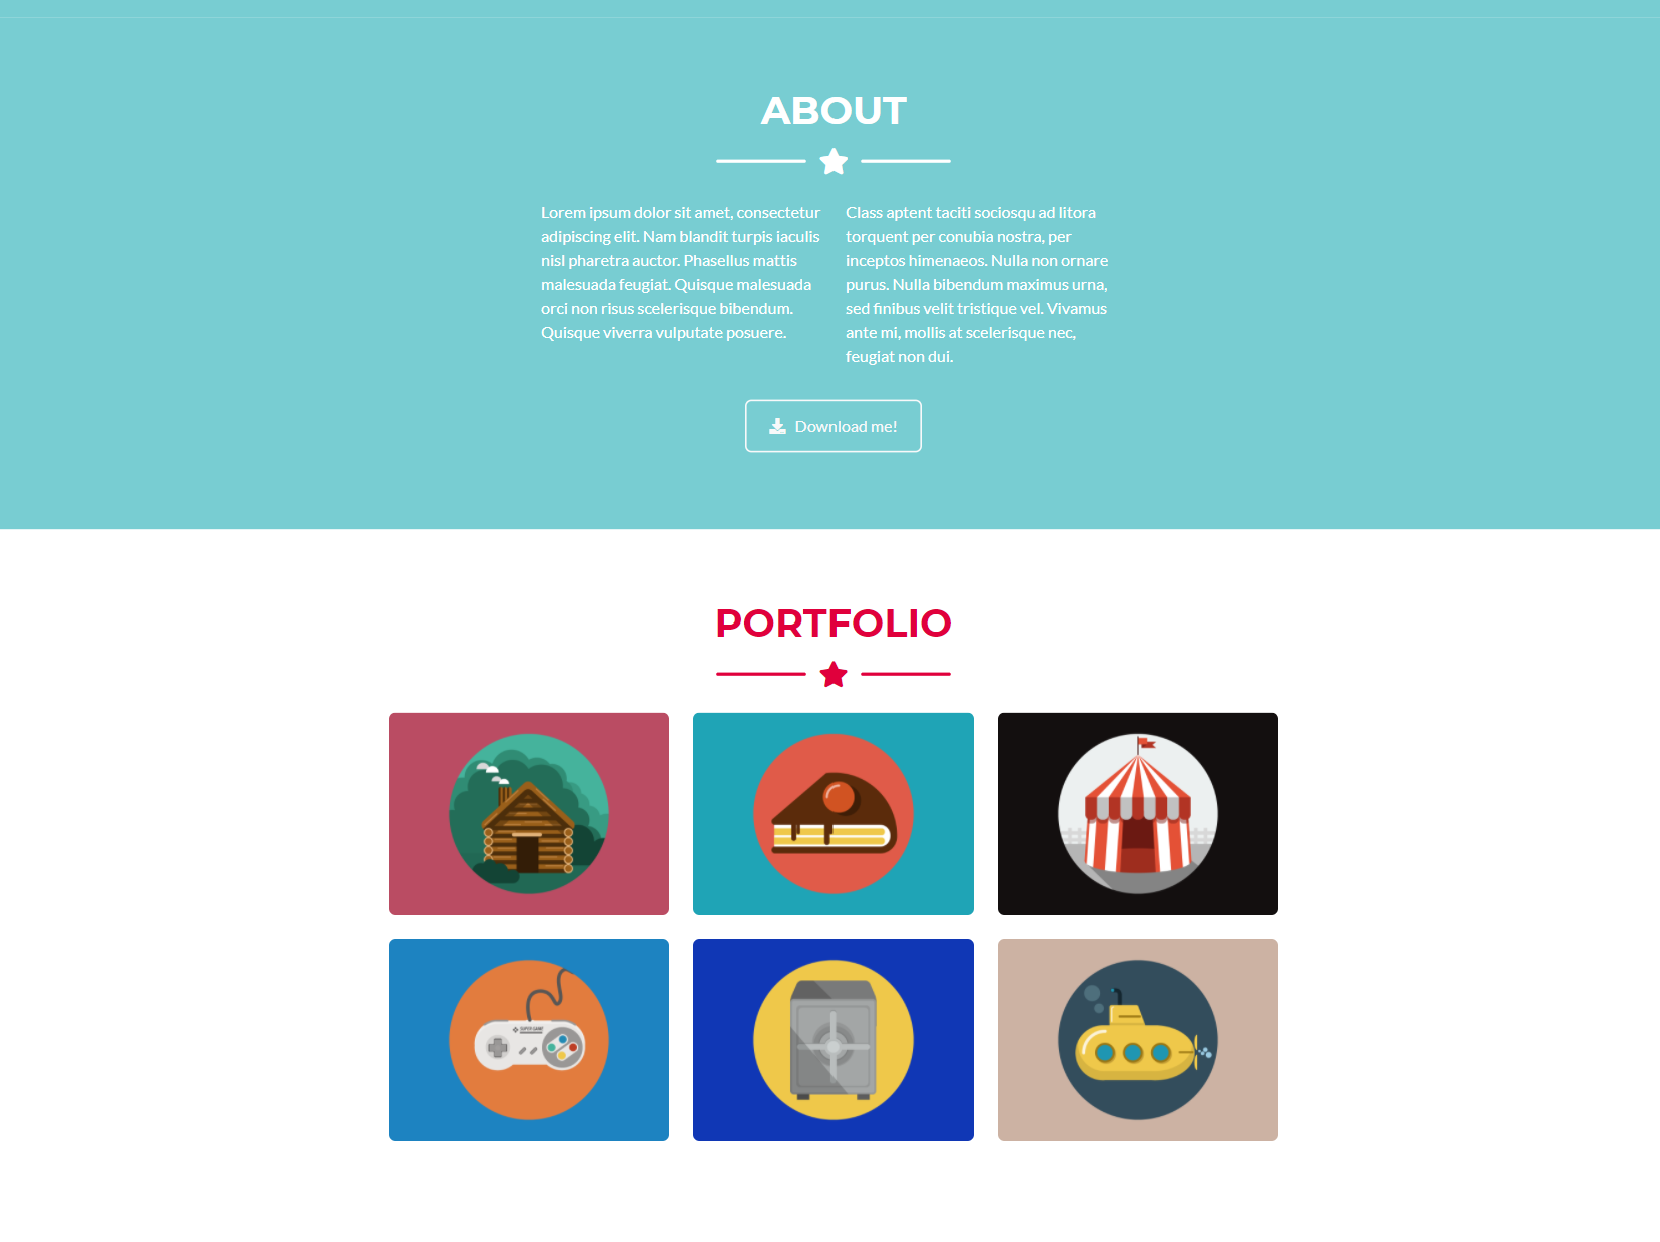 ABOUT
Lorem ipsum dolor sit amet, consectetur
adipiscing elit. Nam blandit turpis iaculis
nisl pharetra auctor. Phasellus mattis
malesuada feugiat. Quisque malesuada
orci non risus scelerisque bibendum.
Quisque viverra vulputate posuere.
Class aptent taciti sociosqu ad litora
torquent per conubia nostra, per
inceptos himenaeos. Nulla non ornare
purus. Nulla bibendum maximus urna,
sed finibus velit tristique vel. Vivamus
ante mi, mollis at scelerisque nec,
feugiat non dui.
Download me!
PORTFOLIO
SUPER GAME